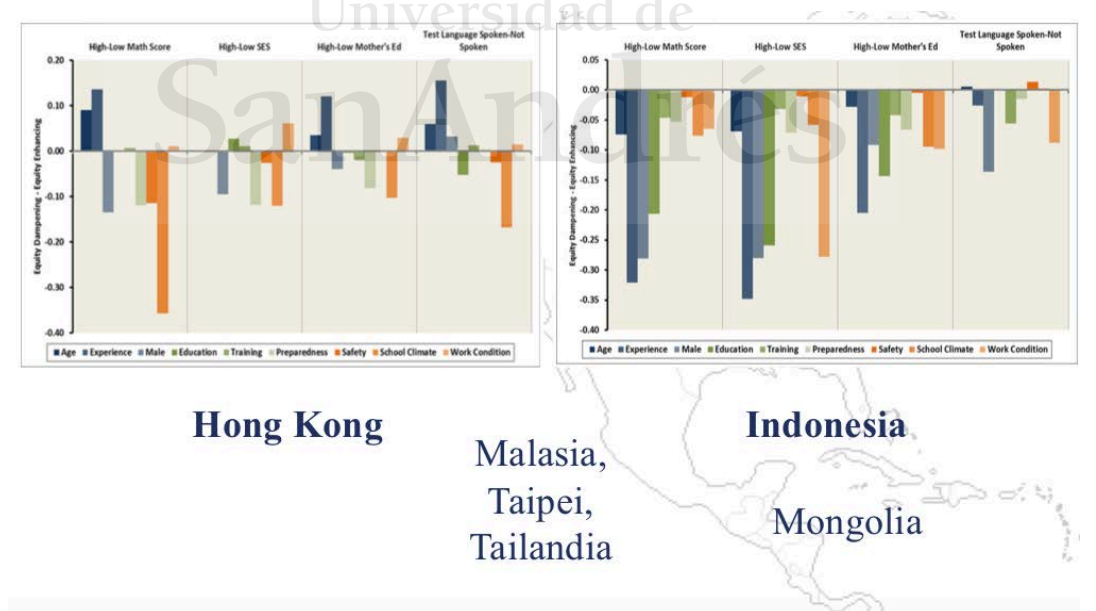 Universidad de
SanAndrés
High-Low Math Score
High-Low SES
High-Low Mother's Ed
Test Language Spoken-Not
Spoken
0.20
0.10
0.00
-0.10
-0.20
-0.30
-0.40
Equity Dampening - Equity Enhancing
Age
Experience
Male
Education
Training
Preparedness
Safety
School Climate
Work Condition
High-Low Math Score
High-Low SES
High-Low Mother's Ed
Test Language Spoken-Not
Spoken
0.05
0.00
-0.05
-0.10
-0.15
-0.20
-0.25
-0.30
-0.35
-0.40
Equity Dampening - Equity Enhancing
Age
Experience
Male
Education
Training
Preparedness
Safety
School Climate
Work Condition
Hong Kong
Malasia,
Taipei,
Tailandia
Indonesia
Mongolia